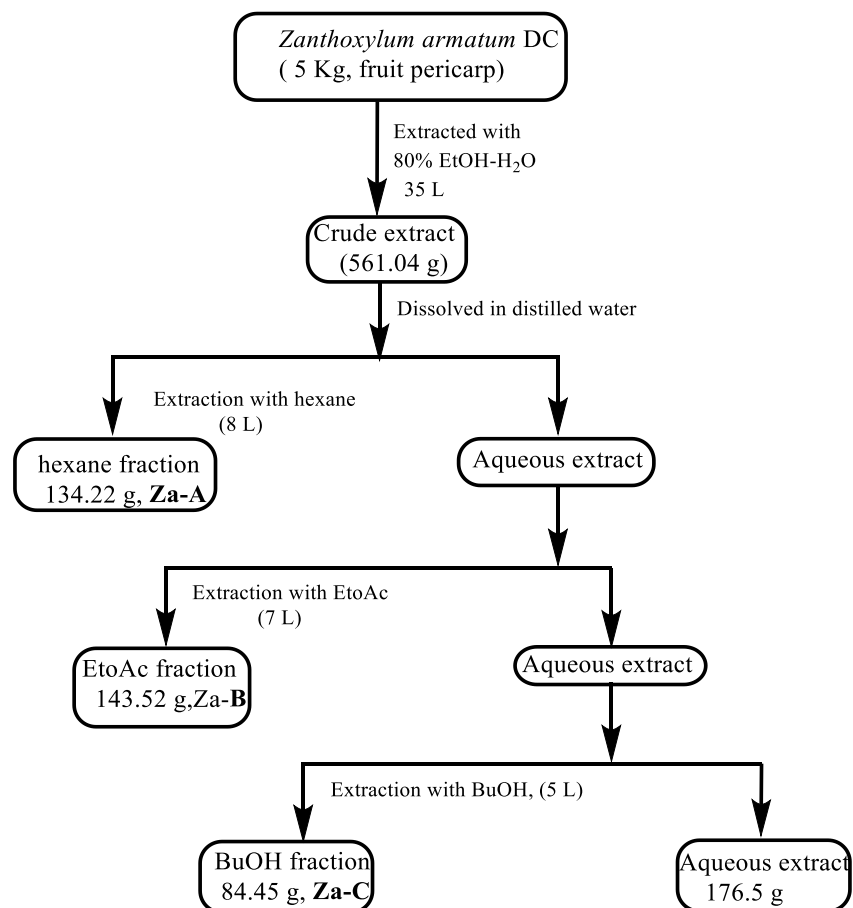 Zanthoxylum armatum DC
( 5 Kg, fruit pericarp)
Extracted with
80% EtOH-H₂O
35 L
Crude extract
(561.04 g)
Dissolved in distilled water
Extraction with hexane
(8 L)
hexane fraction
134.22 g, Za-A
Aqueous extract
Extraction with EtoAc
(7 L)
EtoAc fraction
143.52 g,Za-B
Aqueous extract
Extraction with BuOH, (5 L)
BuOH fraction
84.45 g, Za-C
Aqueous extract
176.5 g